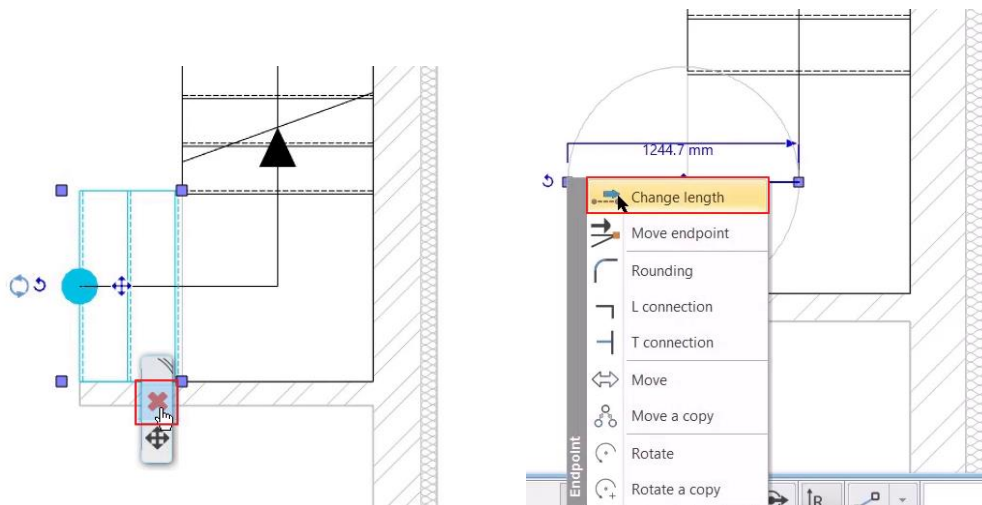 1244.7 mm
Change length
Move endpoint
Rounding
L connection
T connection
Move
Move a copy
Rotate
Rotate a copy
Endpoint
R